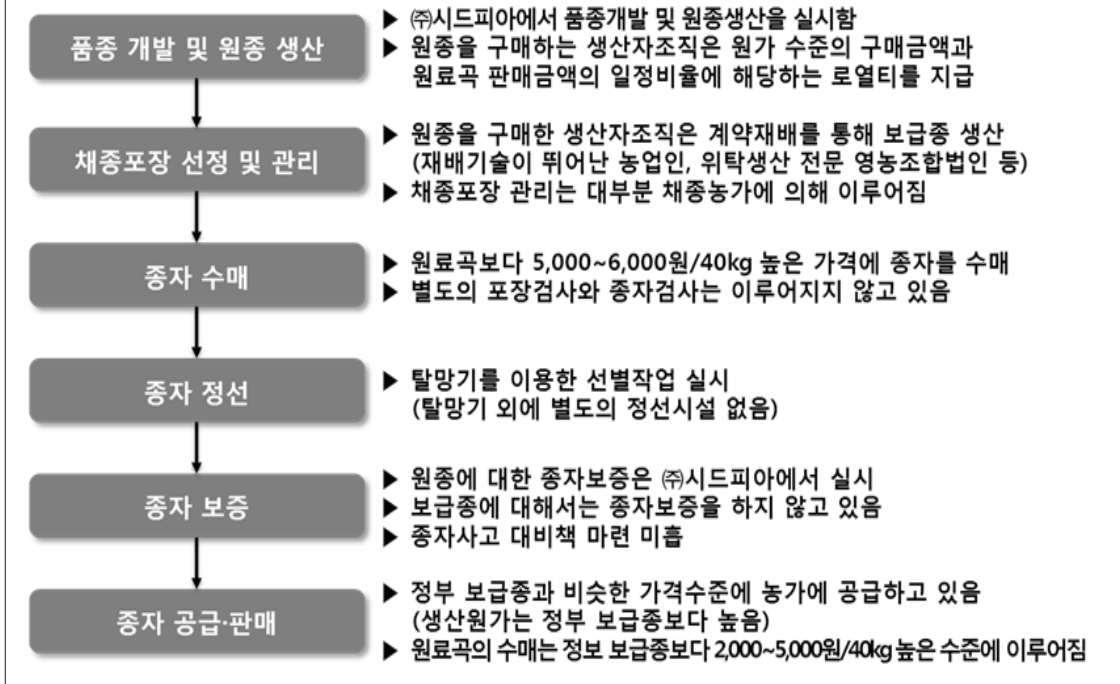 품종 개발 및 원종 생산
▶ ㈜시드피아에서 품종개발 및 원종생산을 실시함
▶ 원종을 구매하는 생산자조직은 원가 수준의 구매금액과
원료곡 판매금액의 일정비율에 해당하는 로열티를 지급
채종포장 선정 및 관리
▶ 원종을 구매한 생산자조직은 계약재배를 통해 보급종 생산
(재배기술이 뛰어난 농업인, 위탁생산 전문 영농조합법인 등)
▶ 채종포장 관리는 대부분 채종농가에 의해 이루어짐
종자 수매
▶ 원료곡보다 5,000~6,000원/40kg 높은 가격에 종자를 수매
▶ 별도의 포장검사와 종자검사는 이루어지지 않고 있음
종자 정선
▶ 탈망기를 이용한 선별작업 실시
(탈망기 외에 별도의 정선시설 없음)
종자 보증
▶ 원종에 대한 종자보증은 ㈜시드피아에서 실시
▶ 보급종에 대해서는 종자보증을 하지 않고 있음
▶ 종자사고 대비책 마련 미흡
종자 공급·판매
▶ 정부 보급종과 비슷한 가격수준에 농가에 공급하고 있음
(생산원가는 정부 보급종보다 높음)
▶ 원료곡의 수매는 정보 보급종보다 2,000~5,000원/40kg 높은 수준에 이루어짐